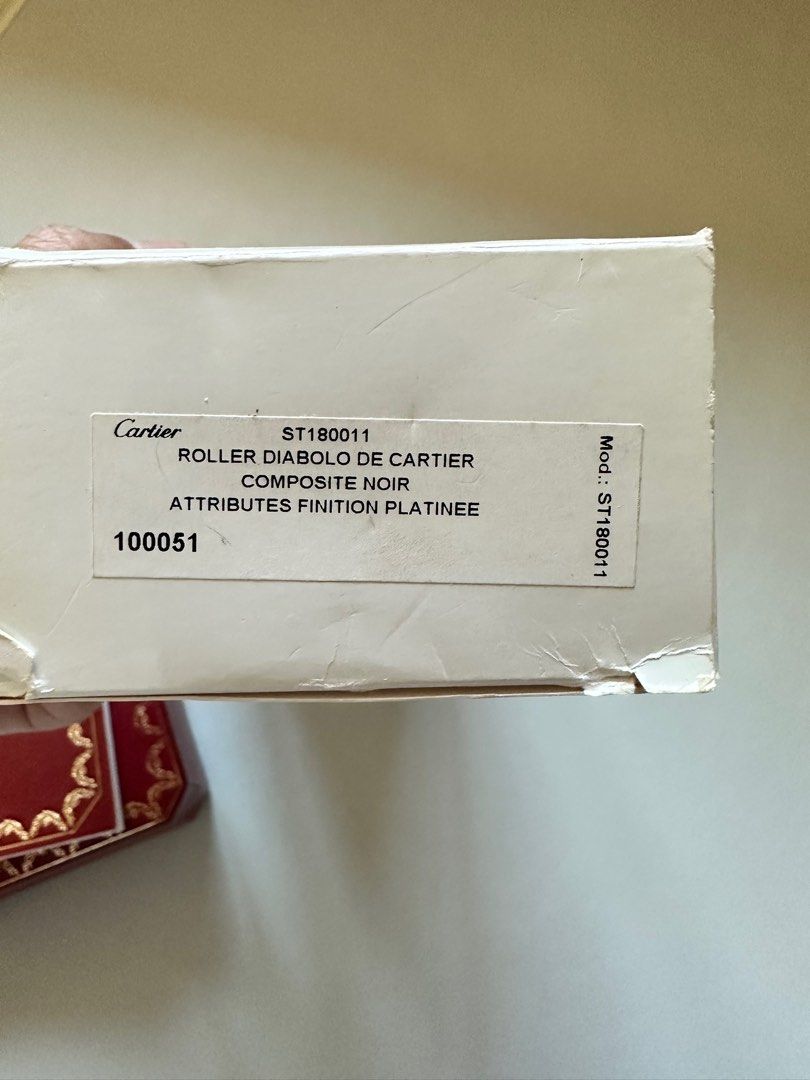 Cartier ST180011
ROLLER DIABOLO DE CARTIER
COMPOSITE NOIR
ATTRIBUTES FINITION PLATINEE
100051
Mod.: ST180011